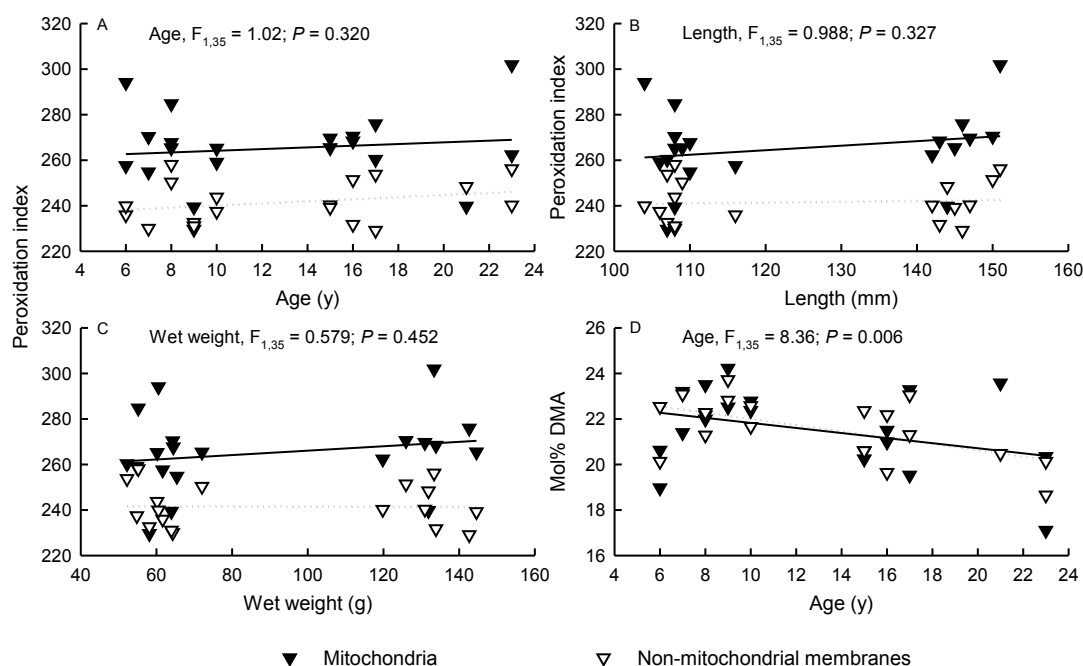 A
Age, F1,35 = 1.02; P = 0.320
320
300
280
260
240
220
4 6 8 10 12 14 16 18 20 22 24
Age (y)
B
Length, F1,35 = 0.988; P = 0.327
Peroxidation index
320
300
280
260
240
220
100 110 120 130 140 150 160
Length (mm)
Peroxidation index
C
Wet weight, F1,35 = 0.579; P = 0.452
320
300
280
260
240
220
40 60 80 100 120 140 160
Wet weight (g)
D
Age, F1,35 = 8.36; P = 0.006
Mol% DMA
26
24
22
20
18
16
4 6 8 10 12 14 16 18 20 22 24
Age (y)
Mitochondria
Non-mitochondrial membranes